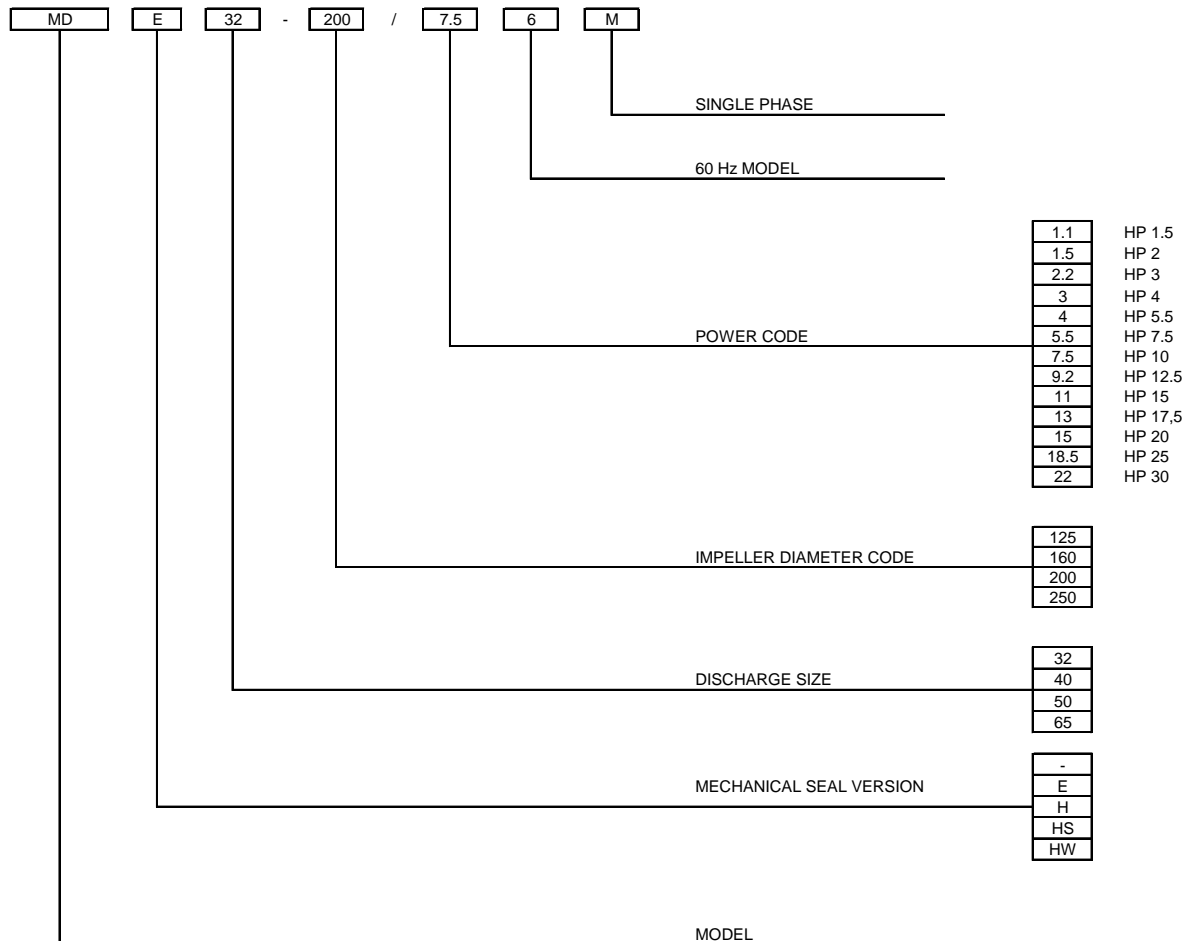 MD E 32 - 200 / 7.5 6 M
SINGLE PHASE
60 Hz MODEL
1.1 HP 1.5
1.5 HP 2
2.2 HP 3
3 HP 4
4 HP 5.5
POWER CODE 5.5 HP 7.5
7.5 HP 10
9.2 HP 12.5
11 HP 15
13 HP 17,5
15 HP 20
18.5 HP 25
22 HP 30
125
IMPELLER DIAMETER CODE 160
200
250
32
DISCHARGE SIZE 40
50
65
-
MECHANICAL SEAL VERSION E
H
HS
HW
MODEL